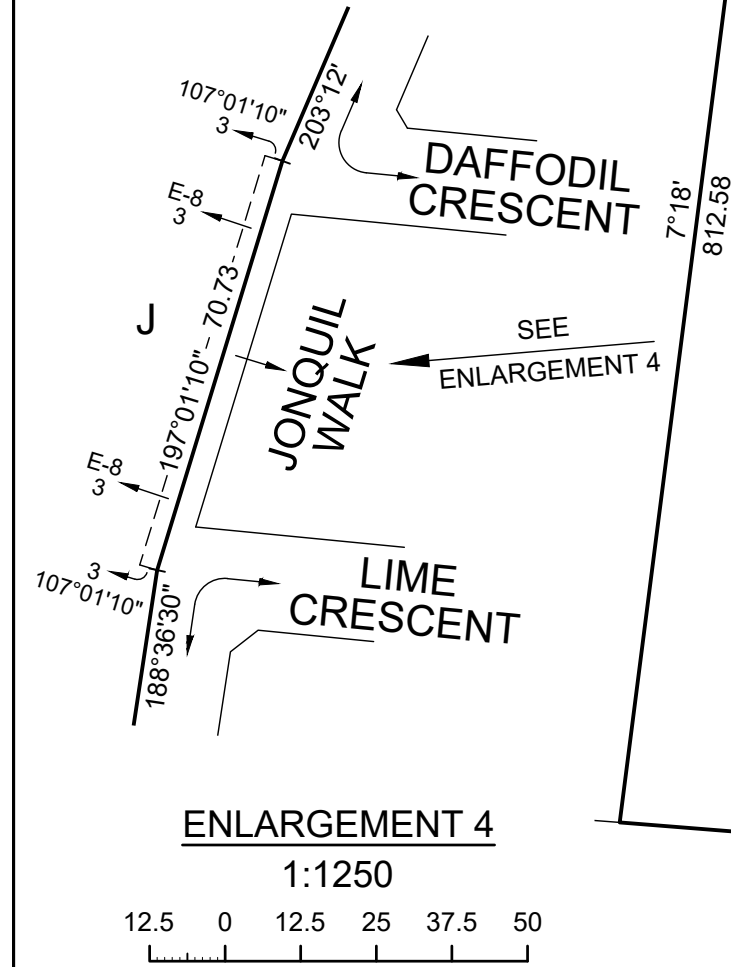 203°12'
107°01'10"
3
DAFFODIL
CRESCENT
E-8
3
7°18'
812.58
70.73
J
JONQUIL
WALK
SEE
ENLARGEMENT 4
197°01'10"
E-8
3
3
107°01'10"
LIME
CRESCENT
188°36'30"
ENLARGEMENT 4
1:1250
12.5 0 12.5 25 37.5 50